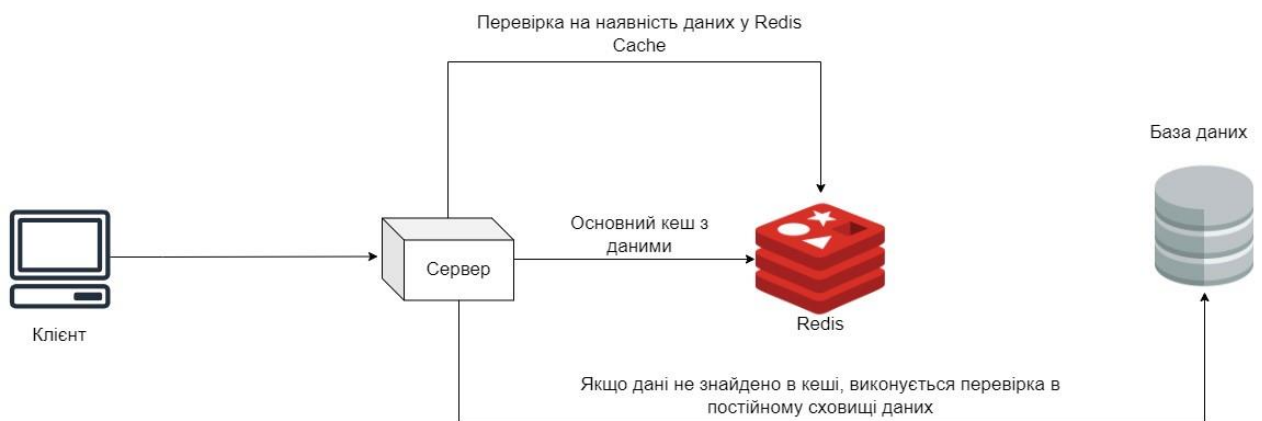 Перевірка на наявність даних у Redis
Cache
База даних
Основний кеш з
даними
Сервер
Redis
Клієнт
Якщо дані не знайдено в кеші, виконується перевірка в
постійному сховищі даних